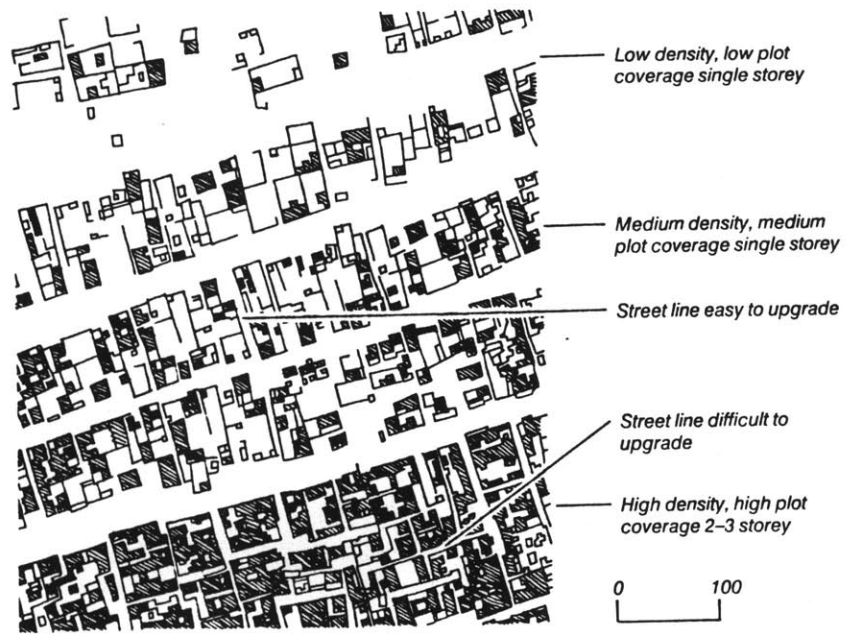 Low density, low plot
coverage single storey
Medium density, medium
plot coverage single storey
Street line easy to upgrade
Street line difficult to
upgrade
High density, high plot
coverage 2–3 storey
0 100